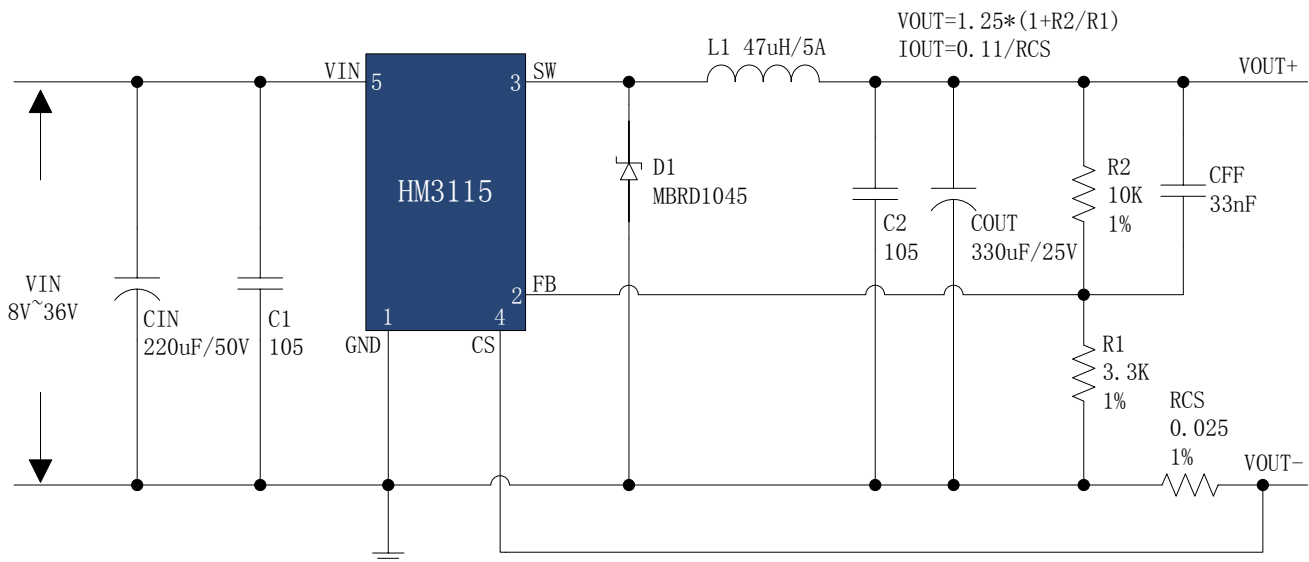 VOUT=1.25*(1+R2/R1)
IOUT=0.11/RCS
L1 47uH/5A
VIN
SW
VOUT+
5
3
HM3115
D1
MBRD1045
R2
10K
1%
CFF
33nF
C2
105
COUT
330uF/25V
VIN
8V~36V
2
FB
CIN
220uF/50V
C1
105
1
4
GND
CS
R1
3.3K
1%
RCS
0.025
1%
VOUT-